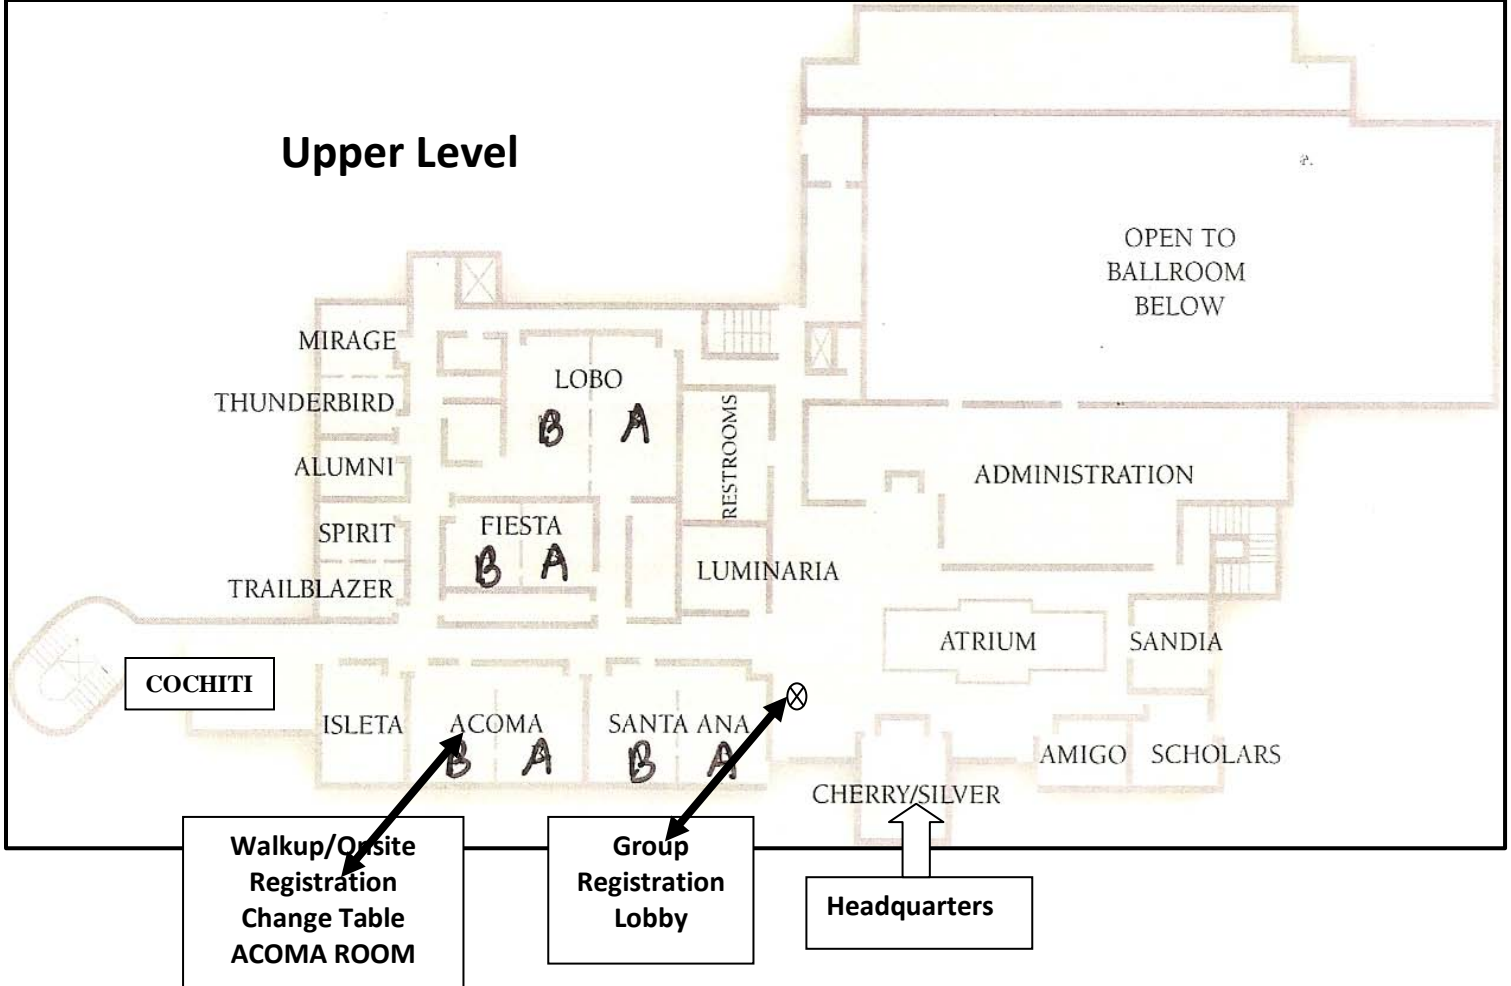 Upper Level
OPEN TO
BALLROOM
BELOW
MIRAGE
THUNDERBIRD
ALUMNI
SPIRIT
TRAILBLAZER
LOBO
B A
RESTROOMS
FIESTA
B A
LUMINARIA
ADMINISTRATION
ATRIUM
SANDIA
COCHITI
ISLETA
ACOMA
B A
SANTA ANA
B A
AMIGO
SCHOLARS
CHERRY/SILVER
Walkup/Onsite
Registration
Change Table
ACOMA ROOM
Group
Registration
Lobby
Headquarters